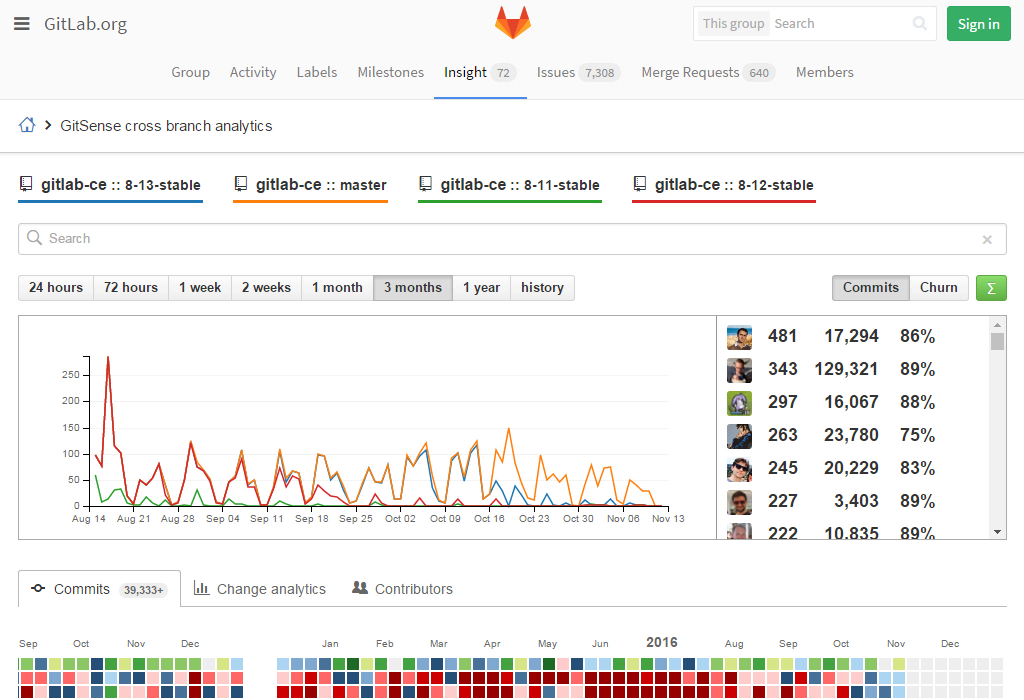 GitLab.org
This group Search
Sign in
Group Activity Labels Milestones Insight 72 Issues 7,308 Merge Requests 640 Members
GitSense cross branch analytics
gitlab-ce :: 8-13-stable gitlab-ce :: master gitlab-ce :: 8-11-stable gitlab-ce :: 8-12-stable
Search
24 hours 72 hours 1 week 2 weeks 1 month 3 months 1 year history Commits Churn Σ
250
200
150
100
50
0
Aug 14 Aug 21 Aug 28 Sep 04 Sep 11 Sep 18 Sep 25 Oct 02 Oct 09 Oct 16 Oct 23 Oct 30 Nov 06 Nov 13
481 17,294 86%
343 129,321 89%
297 16,067 88%
263 23,780 75%
245 20,229 83%
227 3,403 89%
222 10,835 89%
Commits 39,333+ Change analytics Contributors
Sep Oct Nov Dec Jan Feb Mar Apr May Jun 2016 Aug Sep Oct Nov Dec